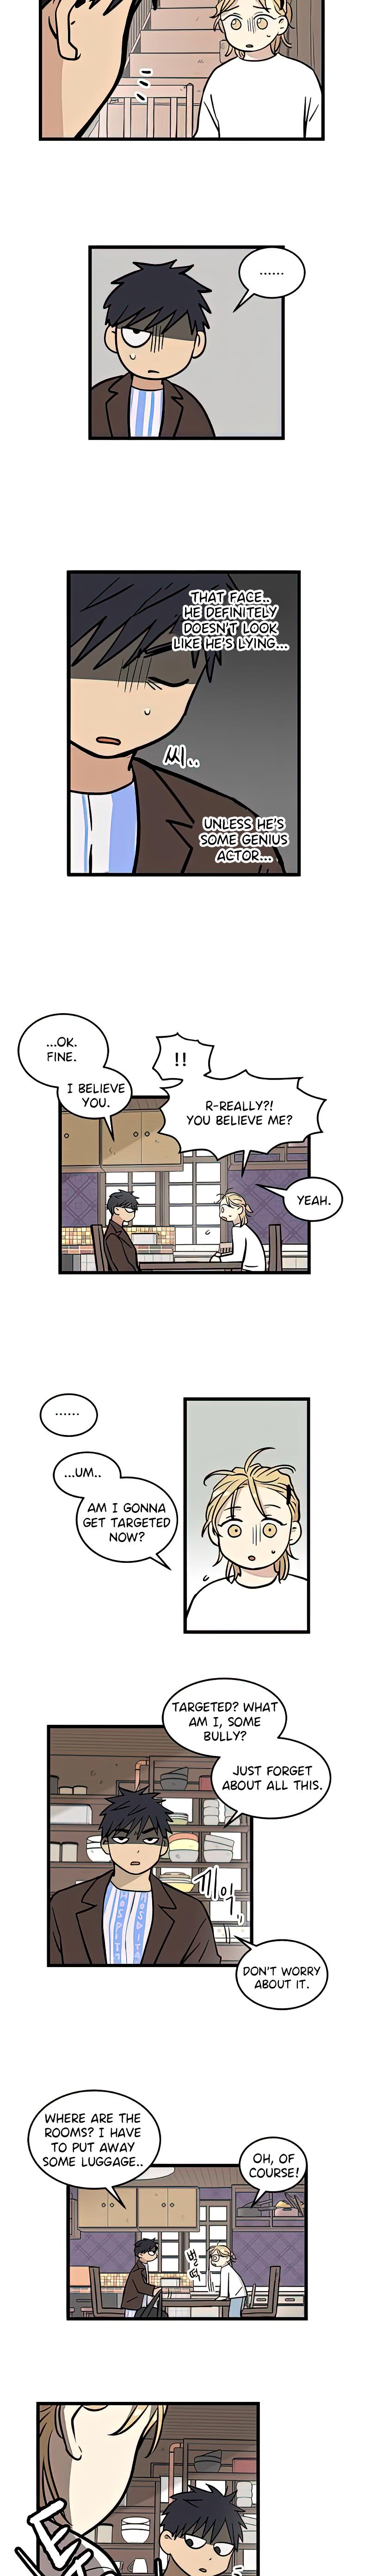 ......
THAT FACE..
HE DEFINITELY
DOESN'T LOOK
LIKE HE'S LYING...
씨..
UNLESS HE'S
SOME GENIUS
ACTOR...
...OK.
FINE.
I BELIEVE
YOU.
!!
R-REALLY?!
YOU BELIEVE ME?
YEAH.
......
...UM..
AM I GONNA
GET TARGETED
NOW?
TARGETED? WHAT
AM I, SOME
BULLY?
JUST FORGET
ABOUT ALL THIS.
HOSPITAL
DON'T WORRY
ABOUT IT.
WHERE ARE THE
ROOMS? I HAVE
TO PUT AWAY
SOME LUGGAGE..
OH, OF
COURSE!
벌떡